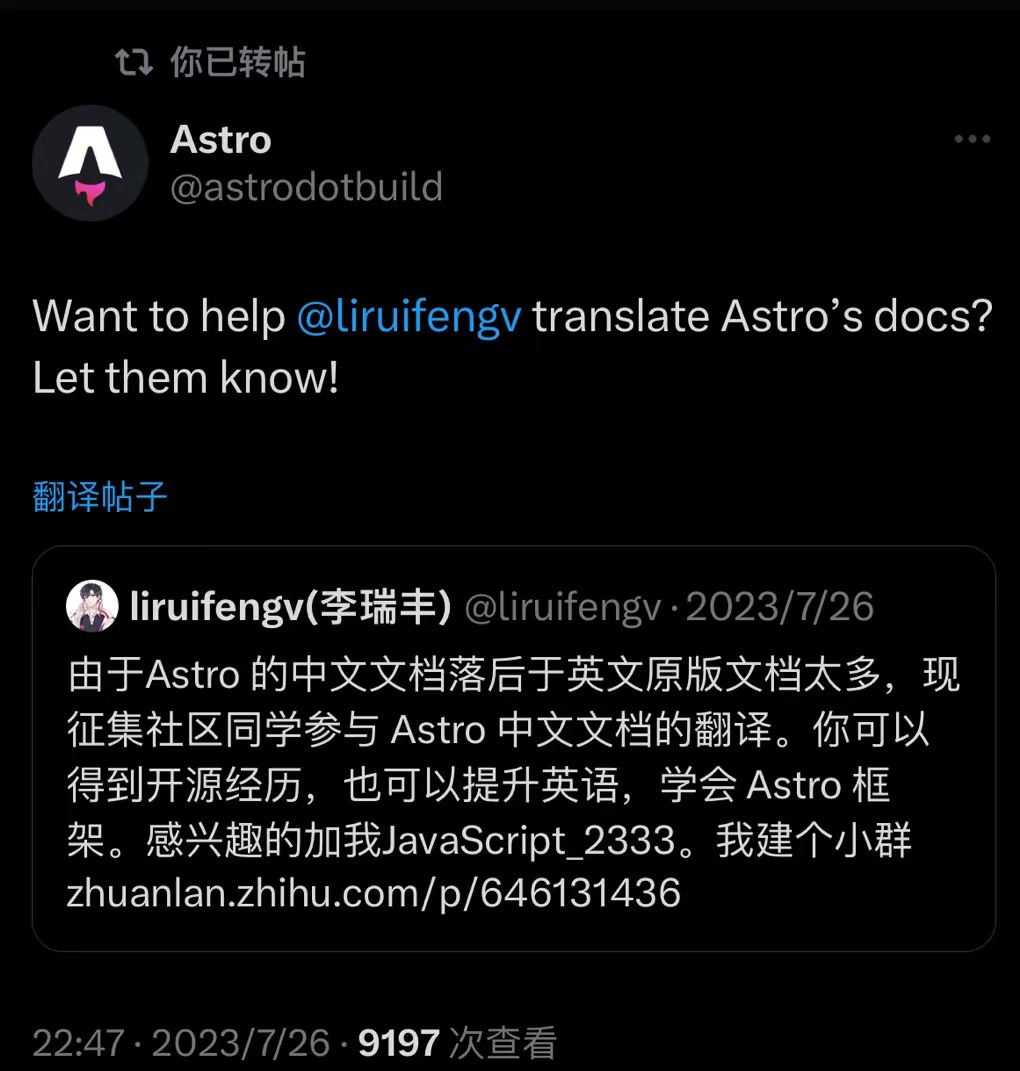 你已转帖
Astro
@astrodotbuild
Want to help @liruifengv translate Astro’s docs?
Let them know!
翻译帖子
liruifengv(李瑞丰) @liruifengv · 2023/7/26
由于Astro 的中文文档落后于英文原版文档太多，现
征集社区同学参与 Astro 中文文档的翻译。你可以
得到开源经历，也可以提升英语，学会 Astro 框
架。感兴趣的加我JavaScript_2333。我建个小群
zhuanlan.zhihu.com/p/646131436
22:47 · 2023/7/26 · 9197 次查看